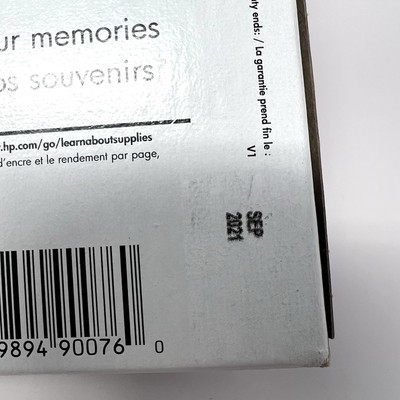 ur memories
os souvenirs
.hp.com/go/learnaboutsupplies
d'encre et le rendement par page,
nty ends: / La garantie prend fin le :
V1
SEP
2021
9894 90076 0